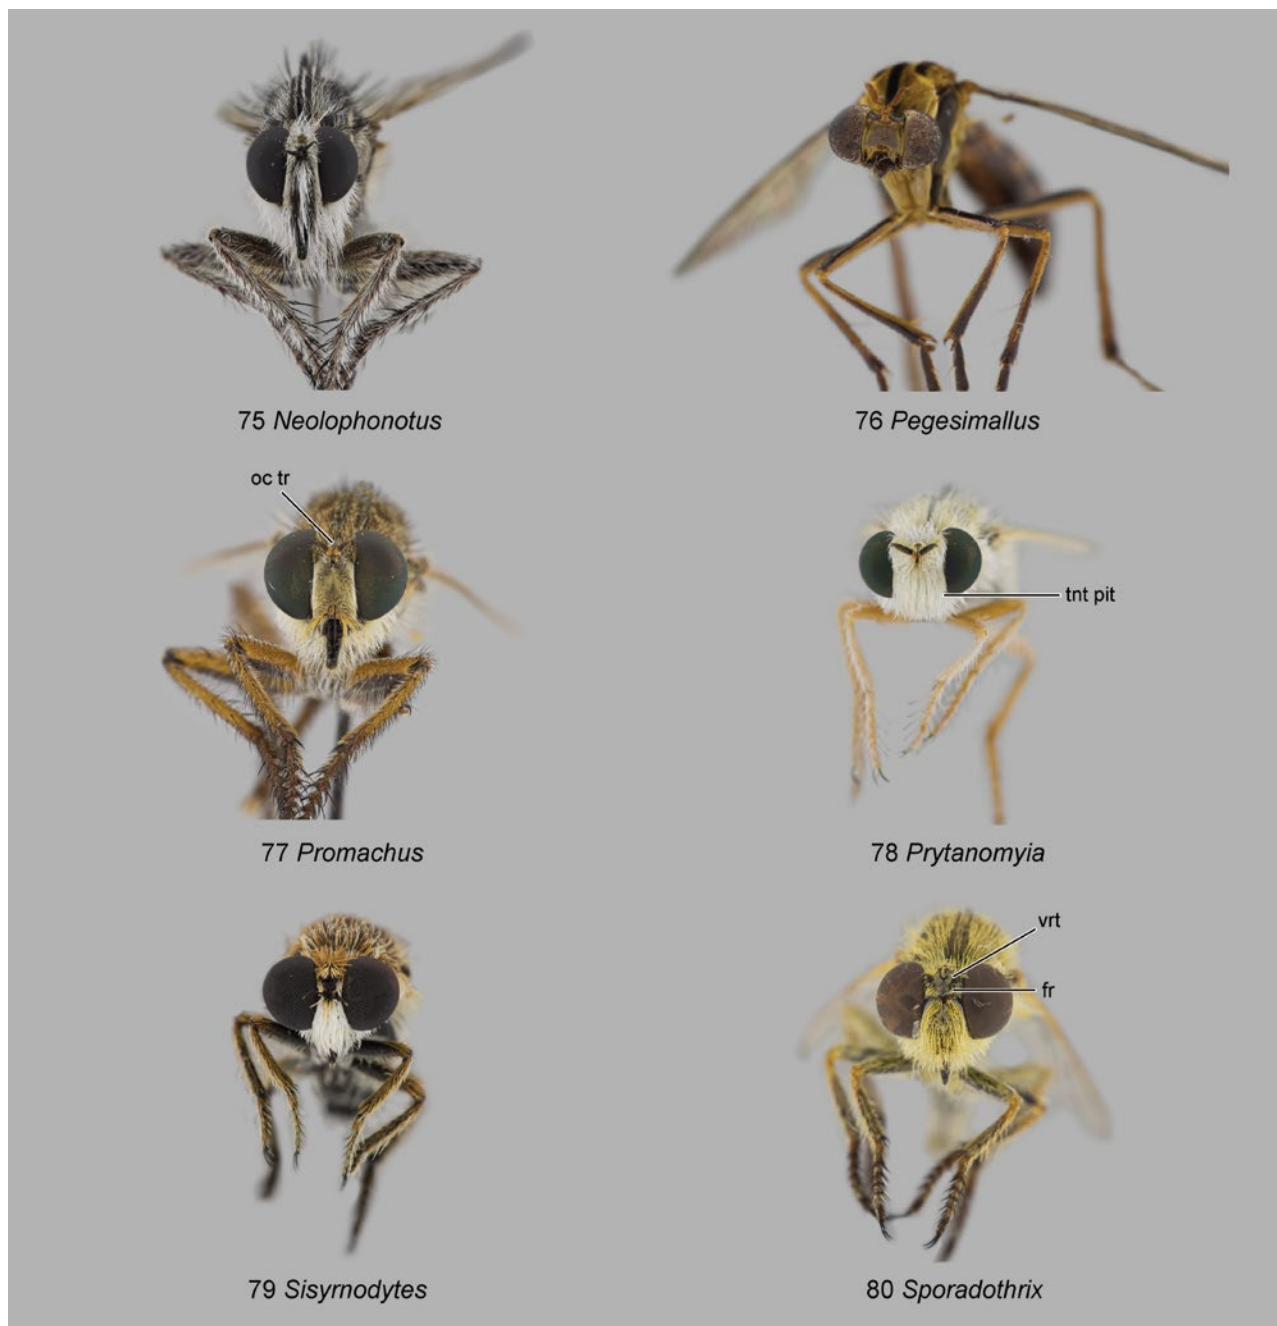 75 Neolophonotus
76 Pegesimallus
oc tr
77 Promachus
tnt pit
78 Prytanomyia
79 Sisyrnodytes
vrt
fr
80 Sporadothrix